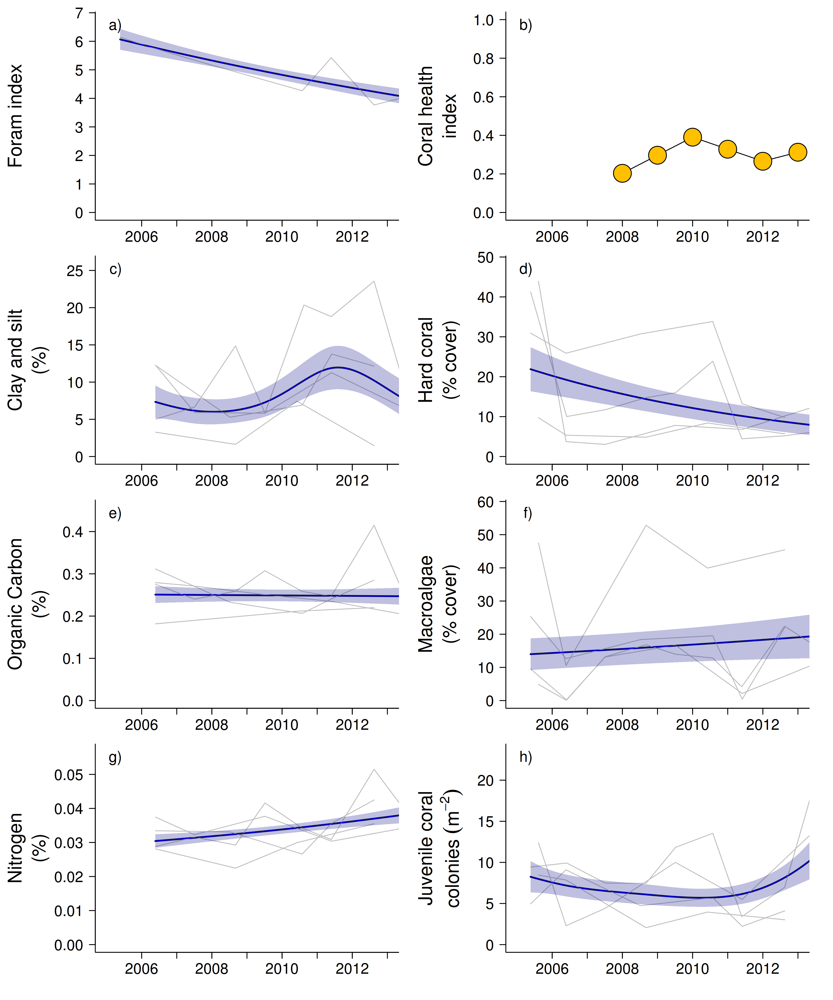 a)
Foram index
7
6
5
4
3
2
1
0
2006 2008 2010 2012
b)
Coral health
index
1.0
0.8
0.6
0.4
0.2
0.0
2006 2008 2010 2012
c)
Clay and silt
(%)
25
20
15
10
5
0
2006 2008 2010 2012
d)
Hard coral
(% cover)
50
40
30
20
10
0
2006 2008 2010 2012
e)
Organic Carbon
(%)
0.4
0.3
0.2
0.1
0.0
2006 2008 2010 2012
f)
Macroalgae
(% cover)
60
50
40
30
20
10
0
2006 2008 2010 2012
g)
Nitrogen
(%)
0.05
0.04
0.03
0.02
0.01
0.00
2006 2008 2010 2012
h)
Juvenile coral
colonies (m⁻²)
20
15
10
5
0
2006 2008 2010 2012